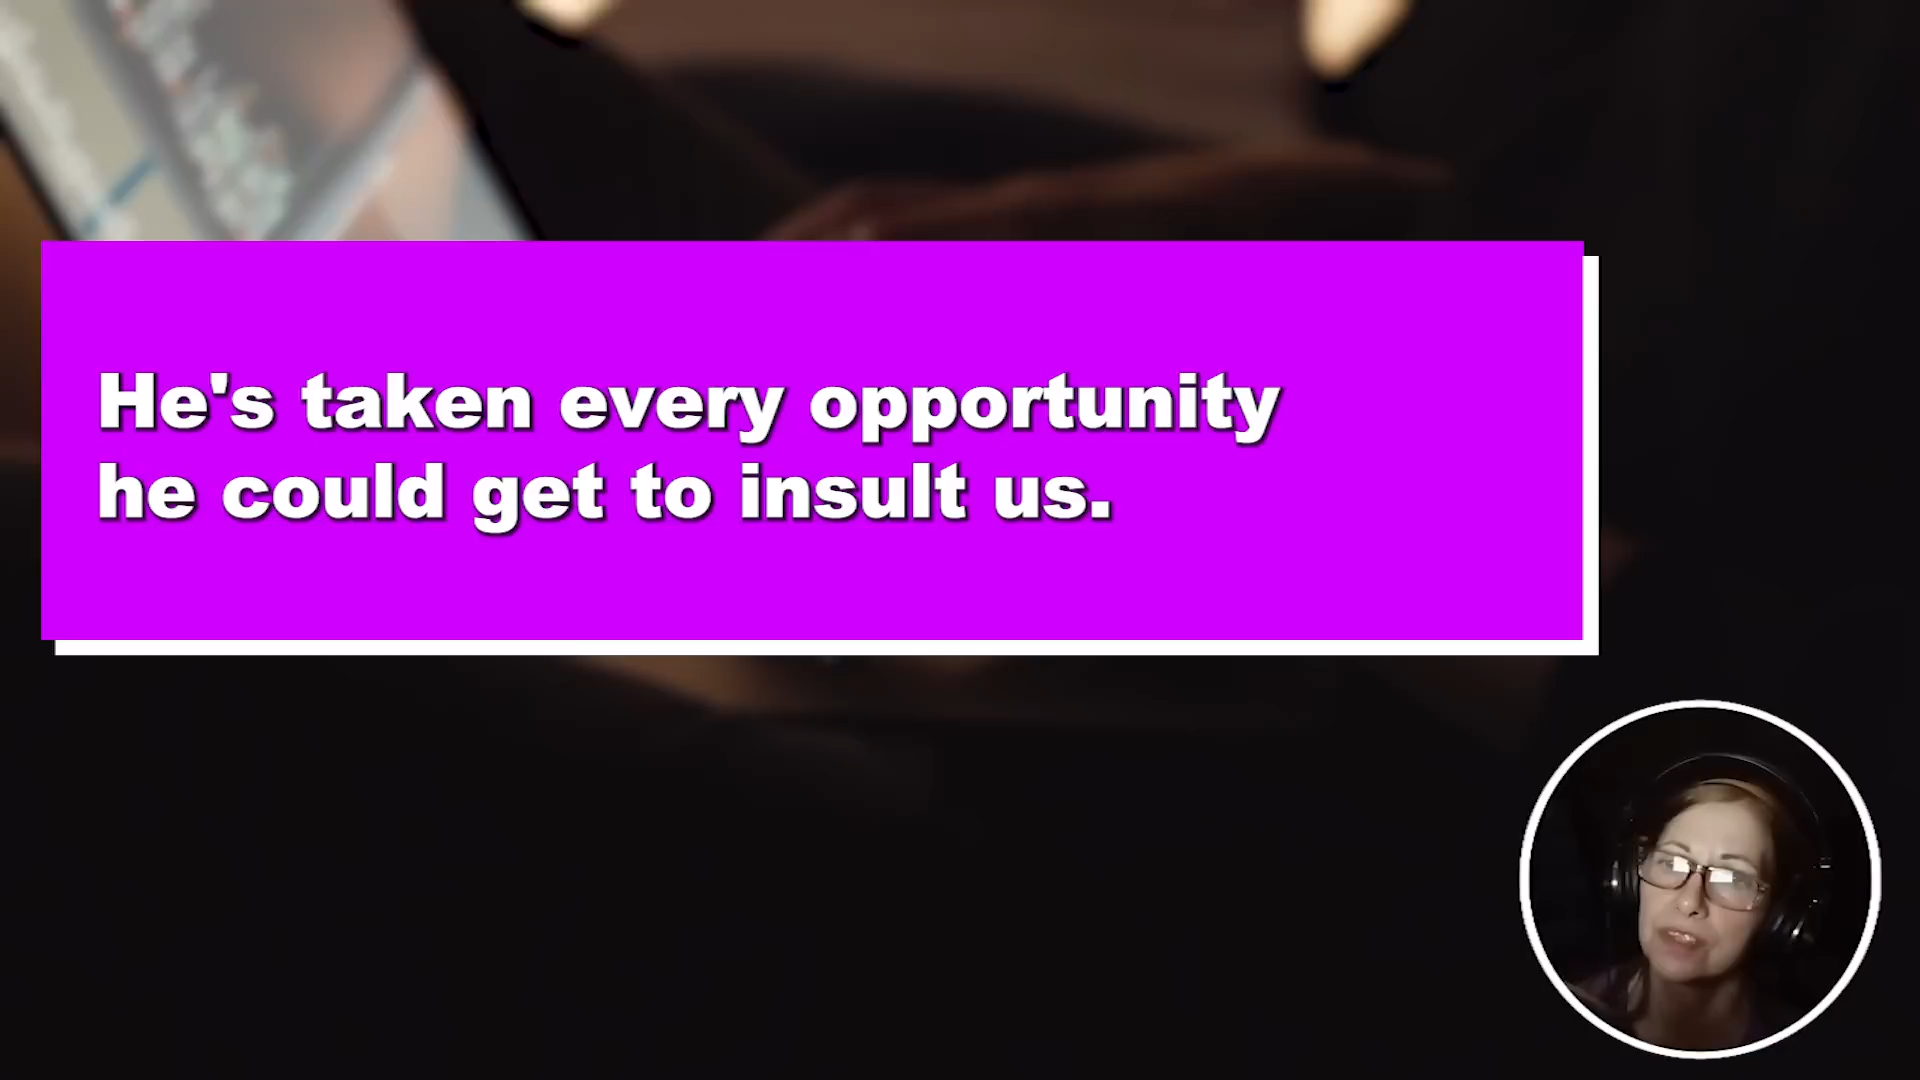 He's taken every opportunity
he could get to insult us.